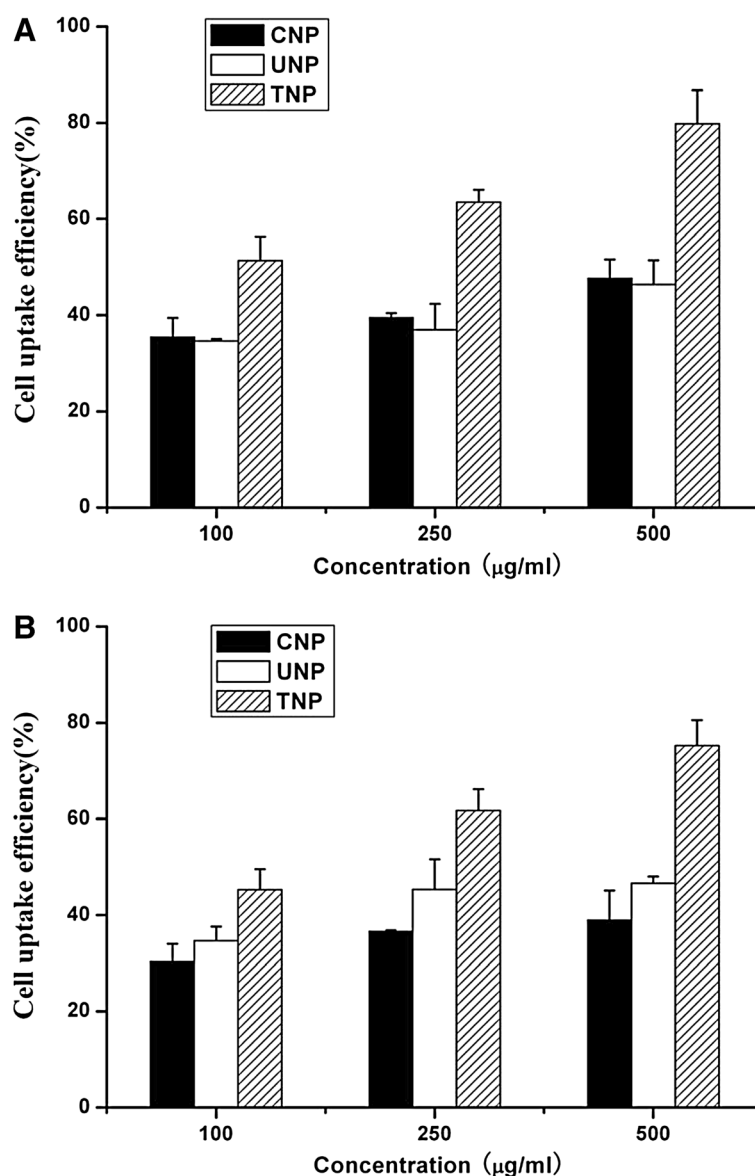 A
CNP
UNP
TNP
100
80
60
40
20
0
Cell uptake efficiency(%)
100 250 500
Concentration（μg/ml）
B
CNP
UNP
TNP
100
80
60
40
20
0
Cell uptake efficiency(%)
100 250 500
Concentration（μg/ml）